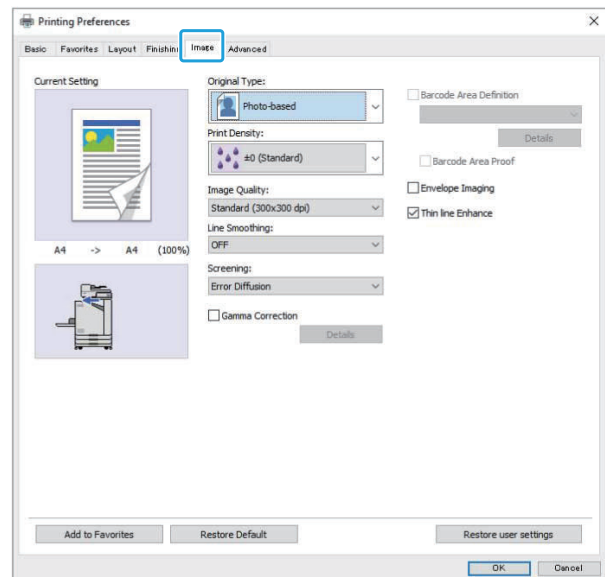 Printing Preferences
Basic Favorites Layout Finishin Image Advanced
Current Setting
A4 -> A4 (100%)
Original Type:
Photo-based
Print Density:
±0 (Standard)
Image Quality:
Standard (300x300 dpi)
Line Smoothing:
OFF
Screening:
Error Diffusion
Gamma Correction
Details
Barcode Area Definition
Details
Barcode Area Proof
Envelope Imaging
Thin line Enhance
Add to Favorites Restore Default Restore user settings
OK Cancel